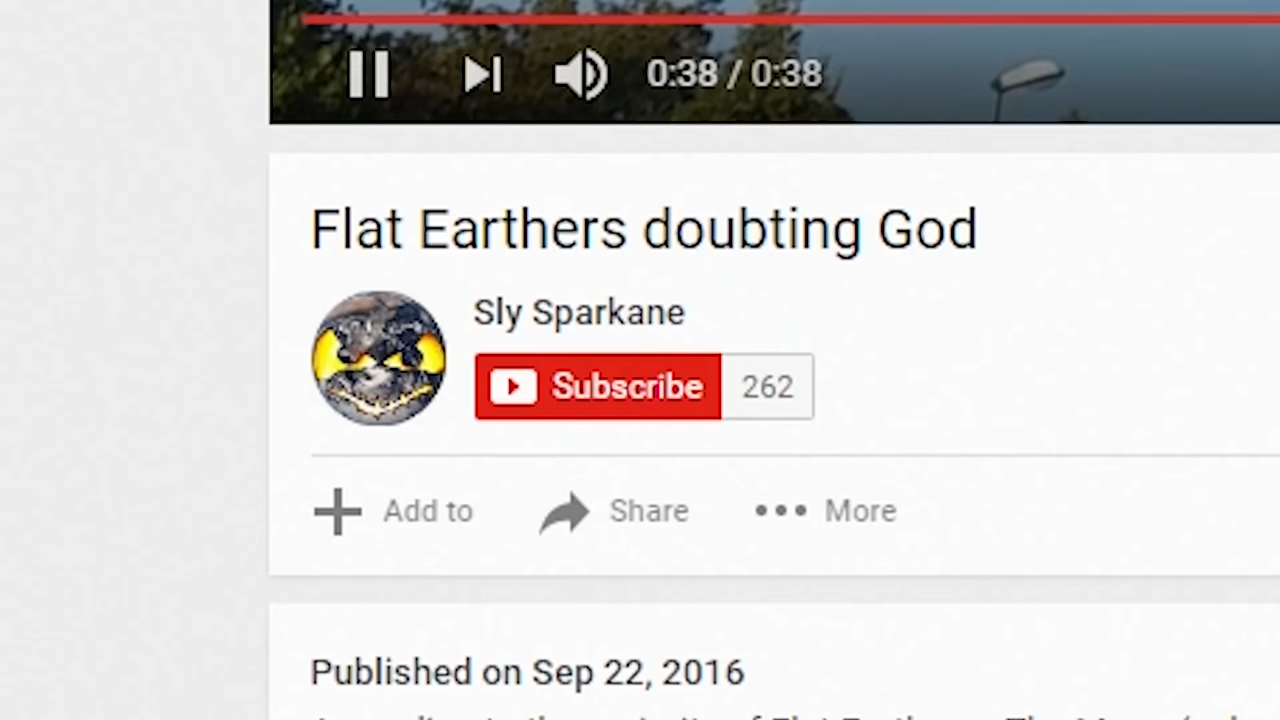 0:38 / 0:38
Flat Earthers doubting God
Sly Sparkane
Subscribe 262
Add to Share More
Published on Sep 22, 2016